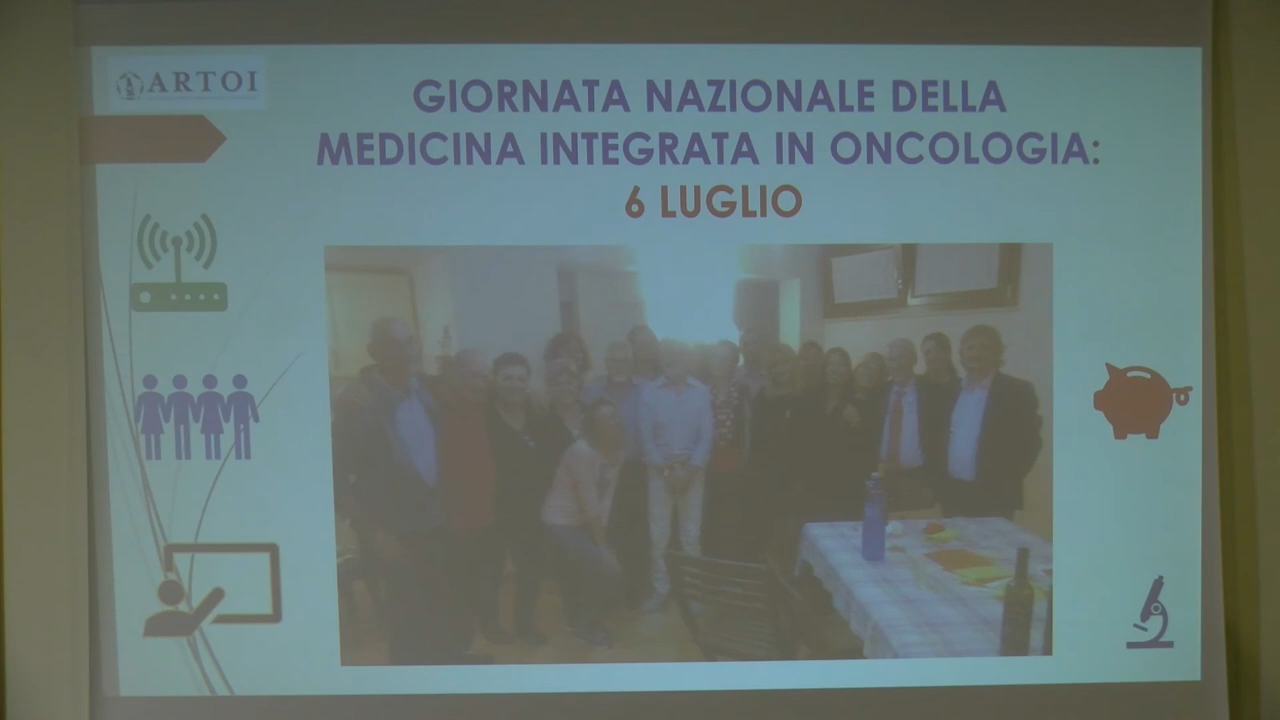 ARTOI
GIORNATA NAZIONALE DELLA
MEDICINA INTEGRATA IN ONCOLOGIA:
6 LUGLIO